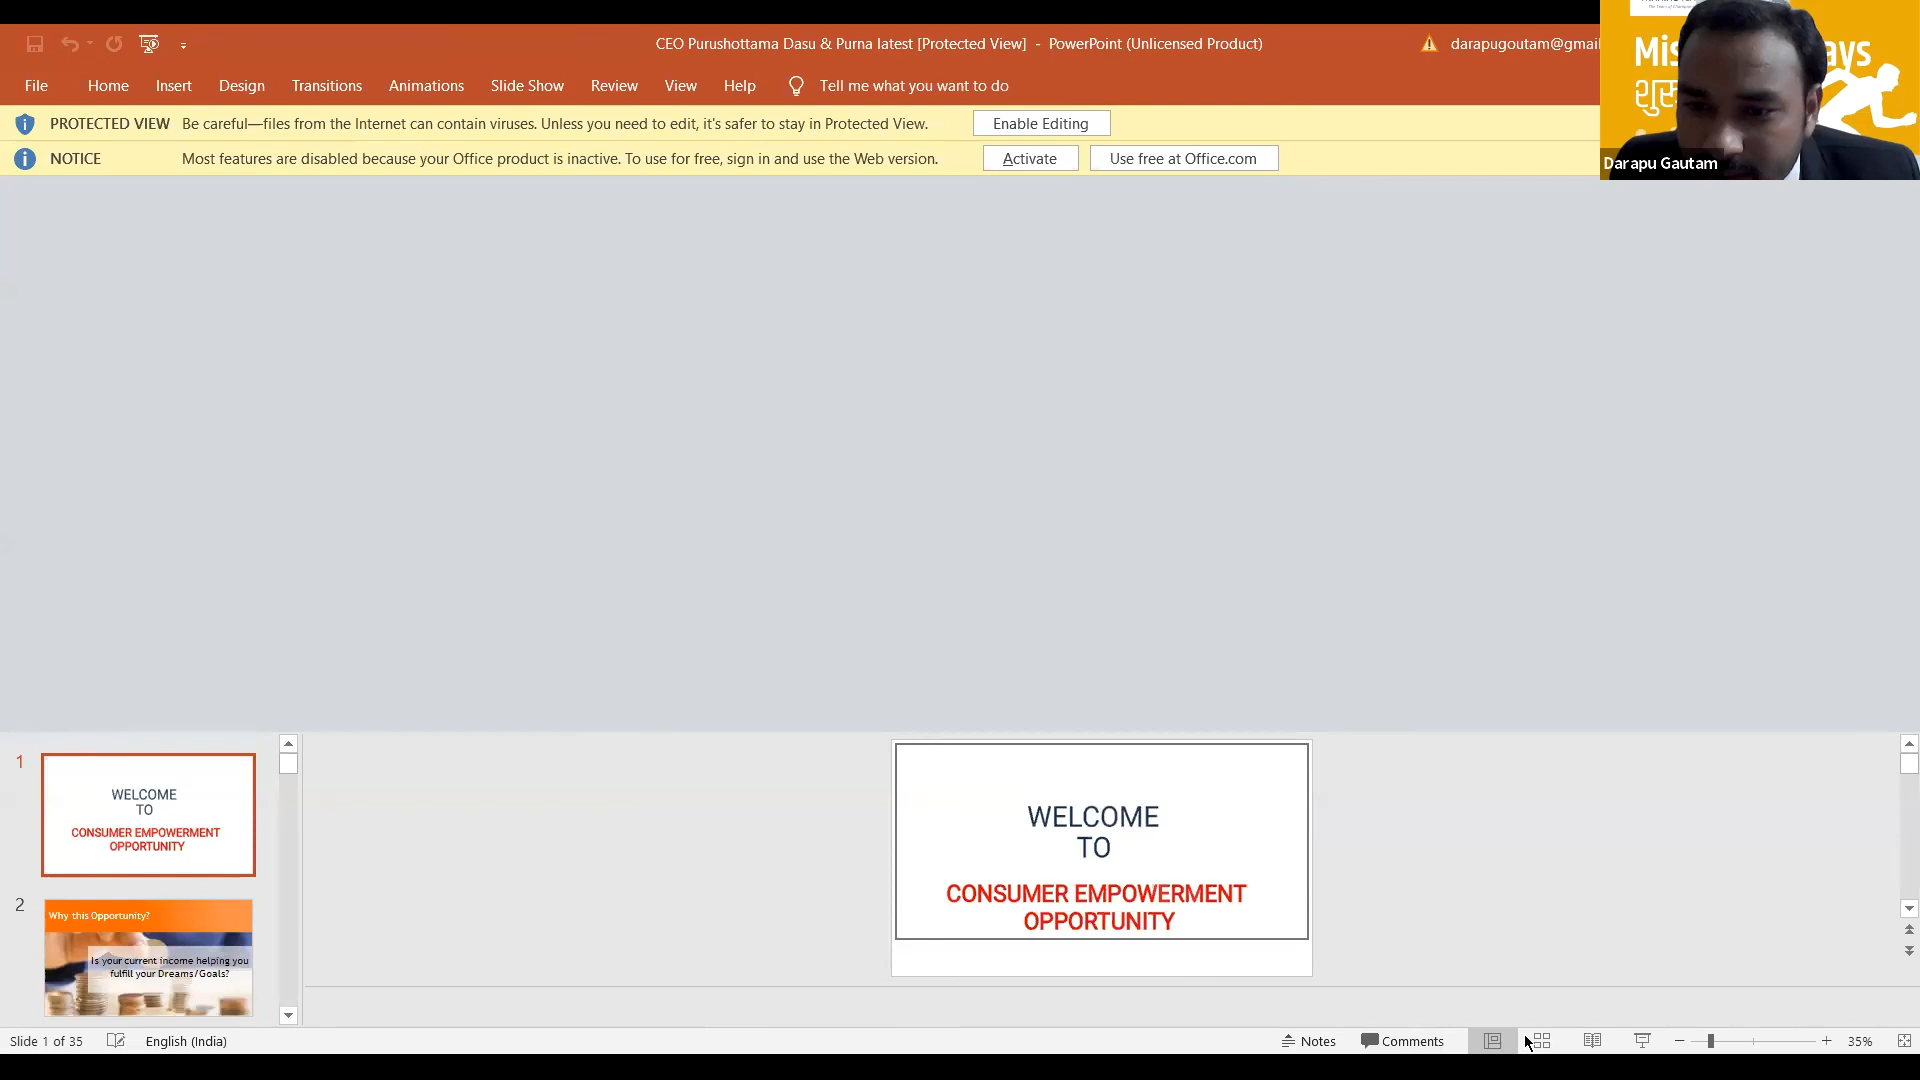 CEO Purushottama Dasu & Purna latest [Protected View] - PowerPoint (Unlicensed Product)
darapugoutam@gmail
File Home Insert Design Transitions Animations Slide Show Review View Help Tell me what you want to do
PROTECTED VIEW Be careful—files from the Internet can contain viruses. Unless you need to edit, it's safer to stay in Protected View. Enable Editing
NOTICE Most features are disabled because your Office product is inactive. To use for free, sign in and use the Web version. Activate Use free at Office.com
Mis ays
Darapu Gautam
1
WELCOME
TO
CONSUMER EMPOWERMENT
OPPORTUNITY
2
Why this Opportunity?
Is your current income helping you
fulfill your Dreams/Goals?
WELCOME
TO
CONSUMER EMPOWERMENT
OPPORTUNITY
Slide 1 of 35 English (India) Notes Comments 35%